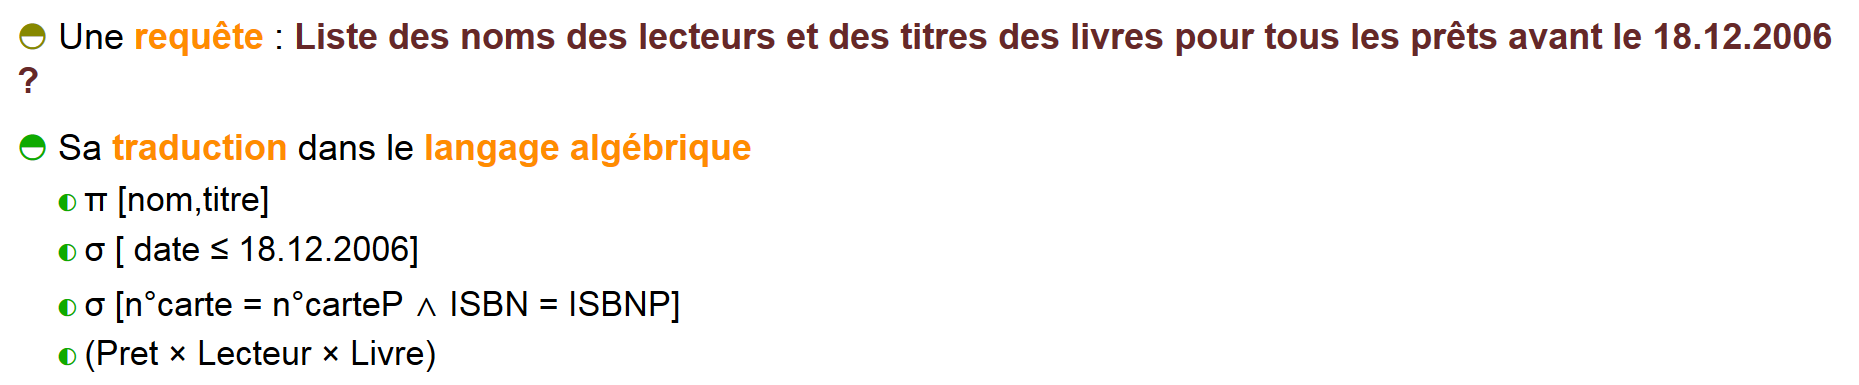 Une requête : Liste des noms des lecteurs et des titres des livres pour tous les prêts avant le 18.12.2006
?
Sa traduction dans le langage algébrique
π [nom,titre]
σ [ date ≤ 18.12.2006]
σ [n°carte = n°carteP ∧ ISBN = ISBNP]
(Pret × Lecteur × Livre)